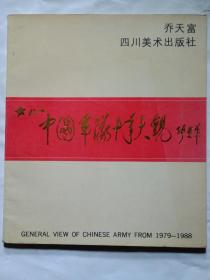 乔天富
四川美术出版社
中国军队十年大观
GENERAL VIEW OF CHINESE ARMY FROM 1979—1988